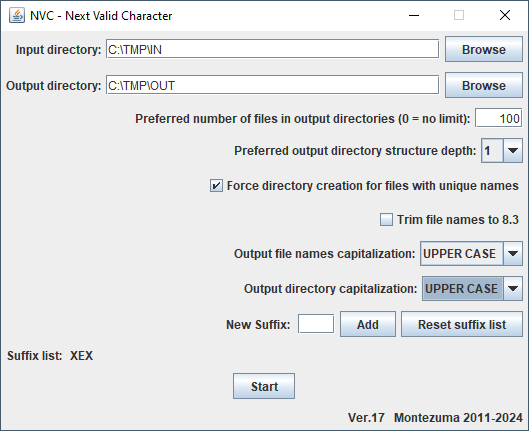 NVC - Next Valid Character
Input directory: C:\TMP\IN Browse
Output directory: C:\TMP\OUT Browse
Preferred number of files in output directories (0 = no limit): 100
Preferred output directory structure depth: 1
Force directory creation for files with unique names
Trim file names to 8.3
Output file names capitalization: UPPER CASE
Output directory capitalization: UPPER CASE
New Suffix: Add Reset suffix list
Suffix list: XEX
Start
Ver.17 Montezuma 2011-2024